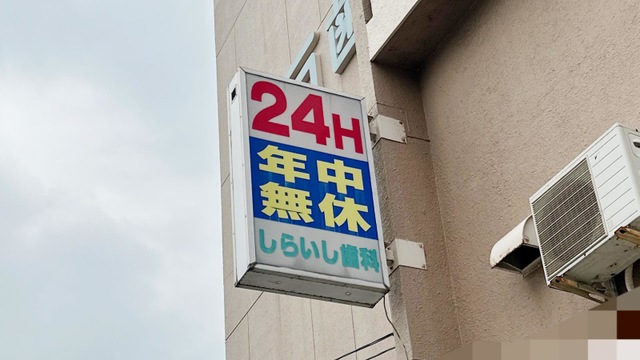 24H
年中
無休
しらいし歯科